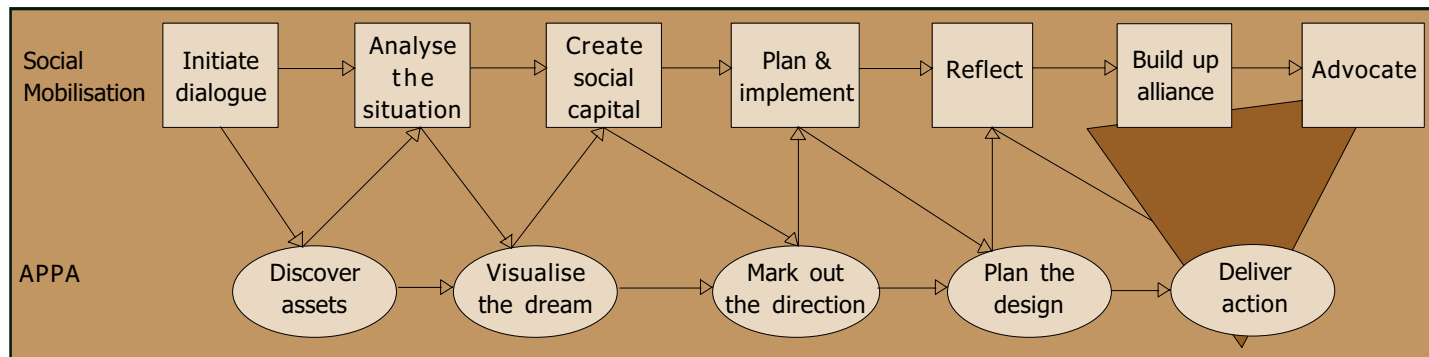 Social
Mobilisation
Initiate
dialogue
Analyse
the
situation
Create
social
capital
Plan &
implement
Reflect
Build up
alliance
Advocate
APPA
Discover
assets
Visualise
the dream
Mark out
the direction
Plan the
design
Deliver
action